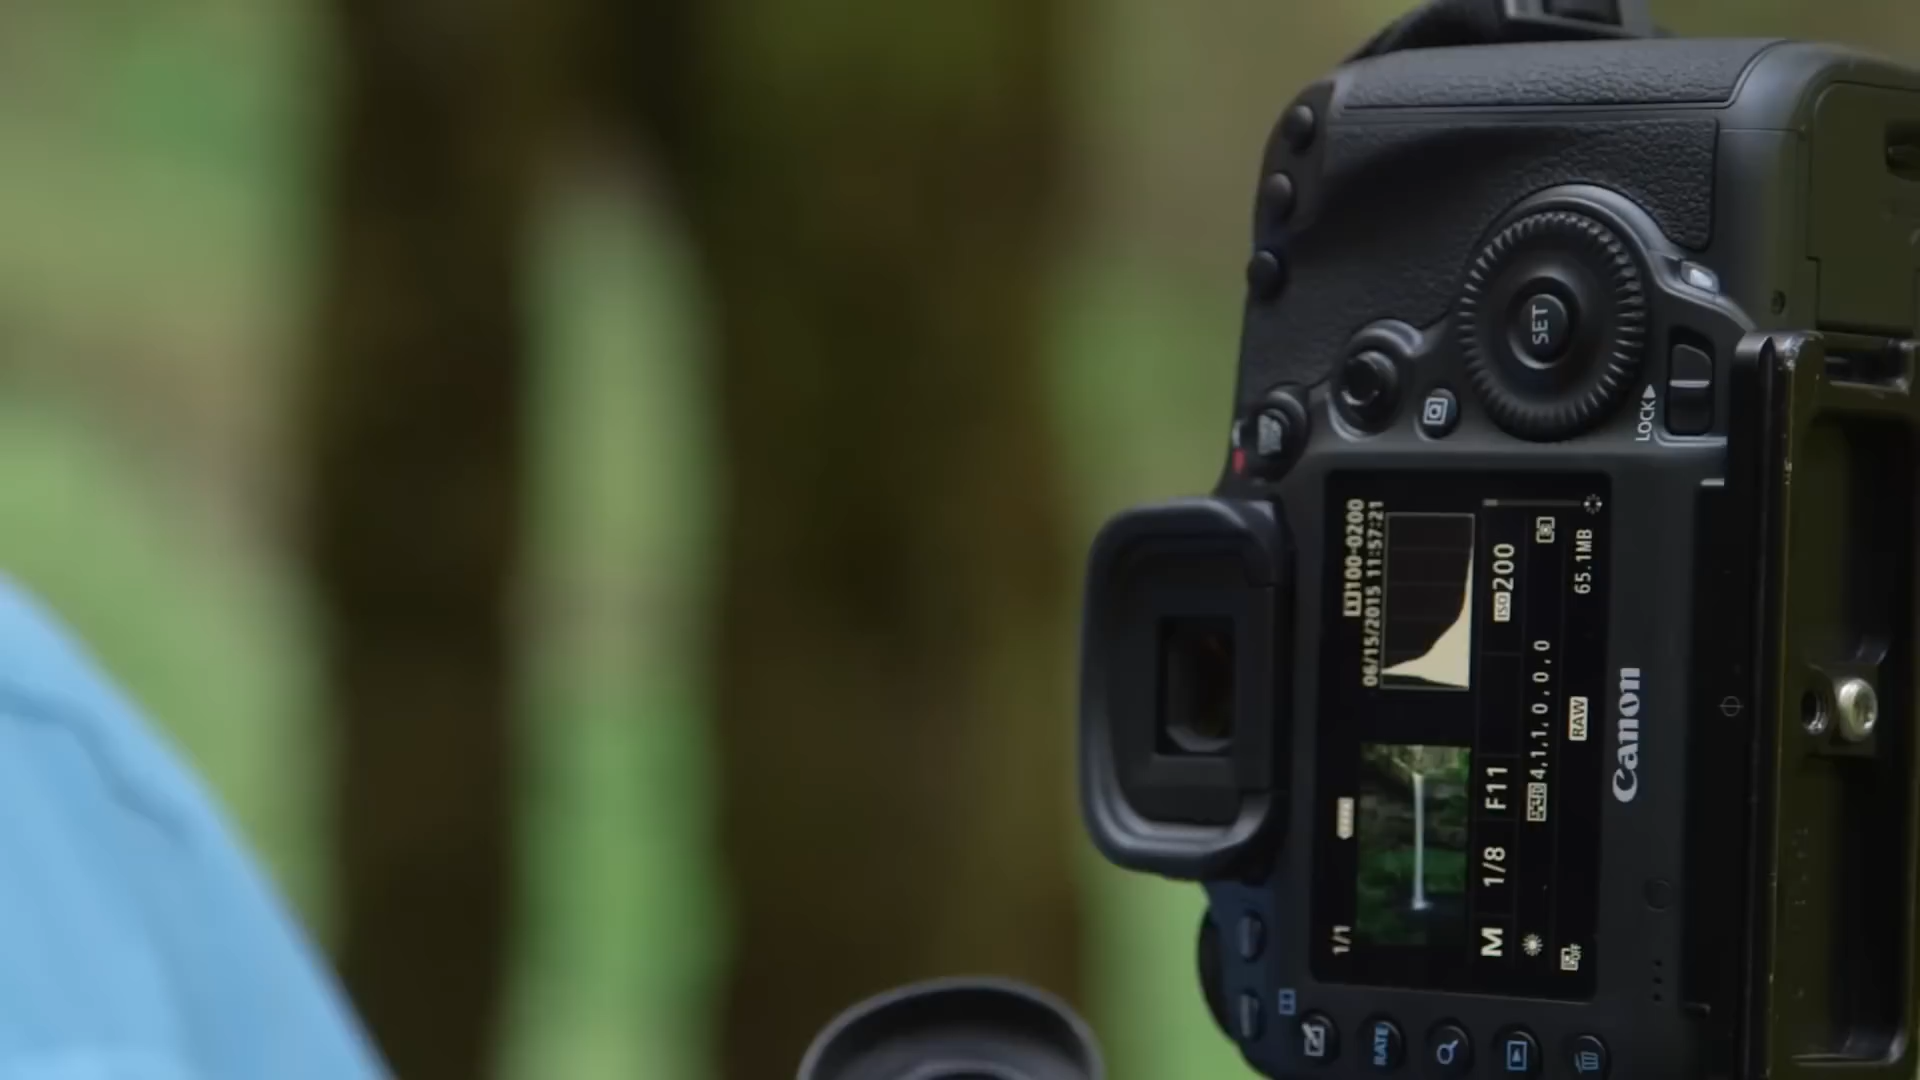 1/1
100-0200
06/15/2015 11:57:21
M
1/8
F11
ISO 200
4,1,1,0,0,0
OFF
RAW
65.1MB
Canon
SET
LOCK▶
RATE